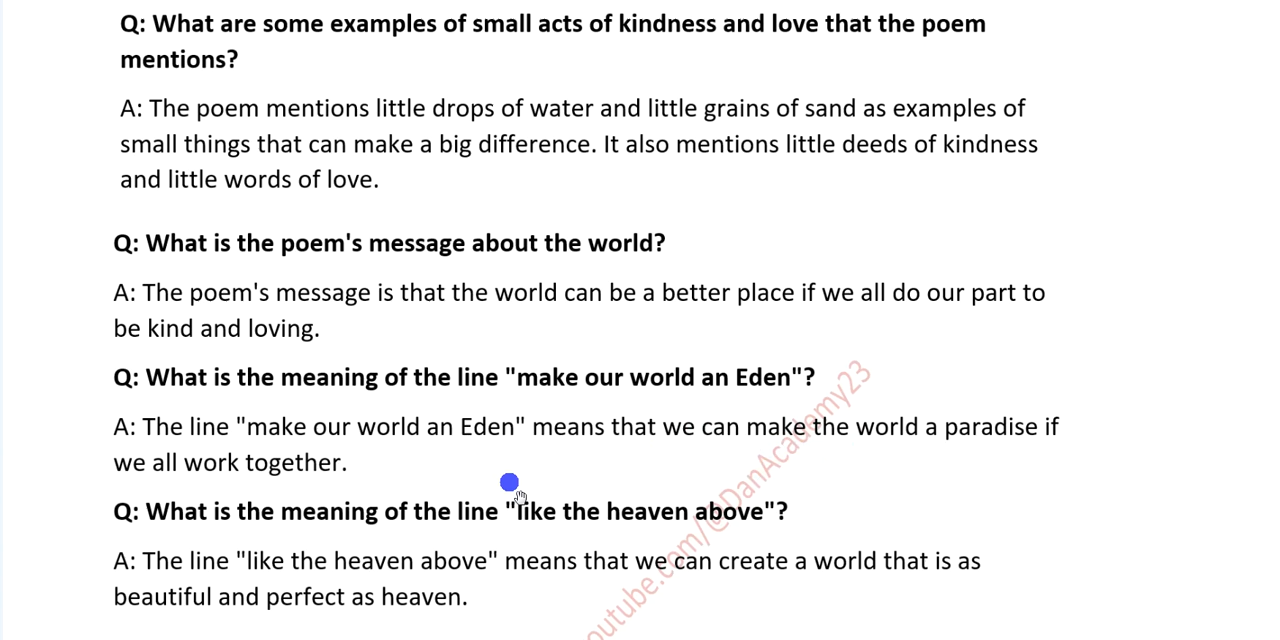 Q: What are some examples of small acts of kindness and love that the poem
mentions?
A: The poem mentions little drops of water and little grains of sand as examples of
small things that can make a big difference. It also mentions little deeds of kindness
and little words of love.
Q: What is the poem's message about the world?
A: The poem's message is that the world can be a better place if we all do our part to
be kind and loving.
Q: What is the meaning of the line "make our world an Eden"?
A: The line "make our world an Eden" means that we can make the world a paradise if
we all work together.
Q: What is the meaning of the line "like the heaven above"?
A: The line "like the heaven above" means that we can create a world that is as
beautiful and perfect as heaven.
outube.com/@DanAcademy23